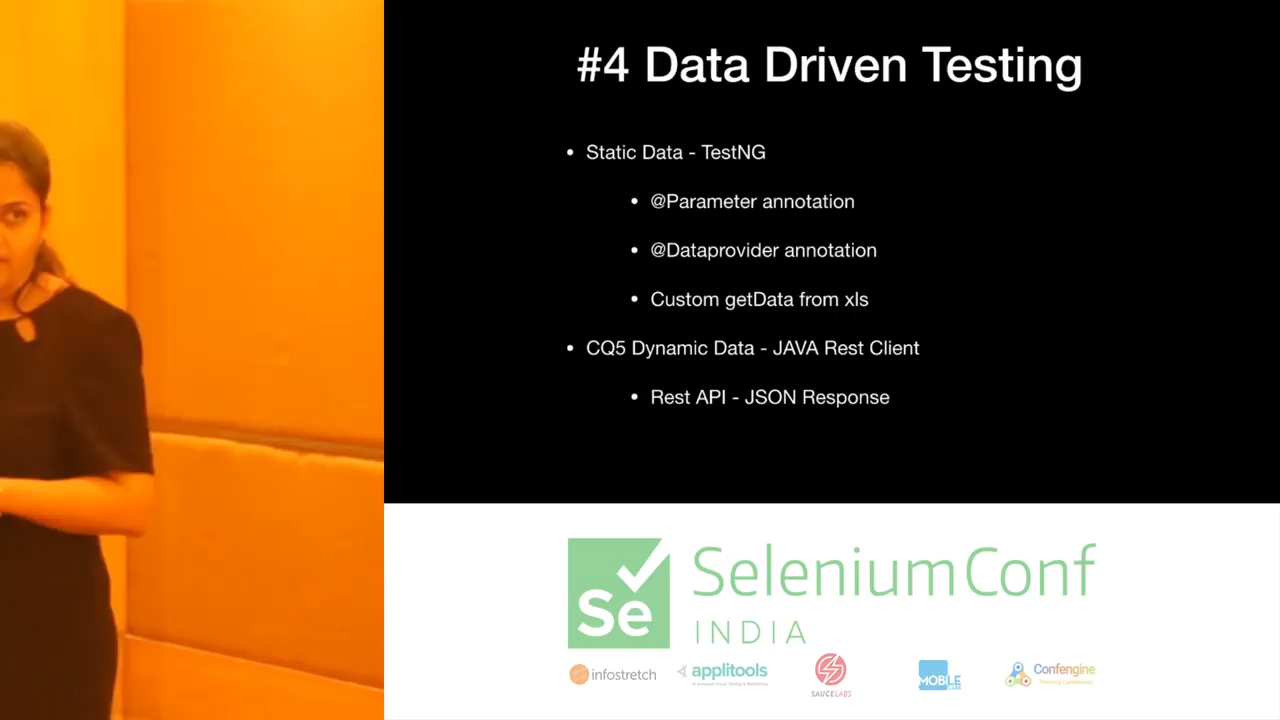 #4 Data Driven Testing
• Static Data - TestNG
• @Parameter annotation
• @Dataprovider annotation
• Custom getData from xls
• CQ5 Dynamic Data - JAVA Rest Client
• Rest API - JSON Response
Se
SeleniumConf
INDIA
infostretch
applitools
SAUCELABS
MOBILE
LABS
Confengine